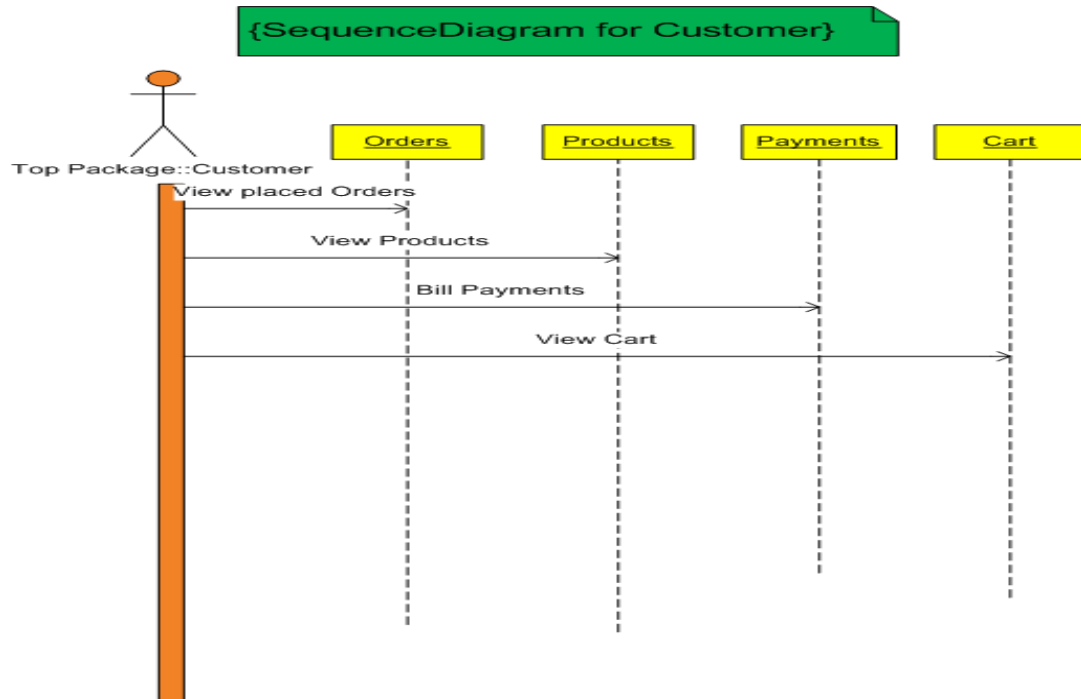 {SequenceDiagram for Customer}
Orders
Products
Payments
Cart
Top Package::Customer
View placed Orders
View Products
Bill Payments
View Cart